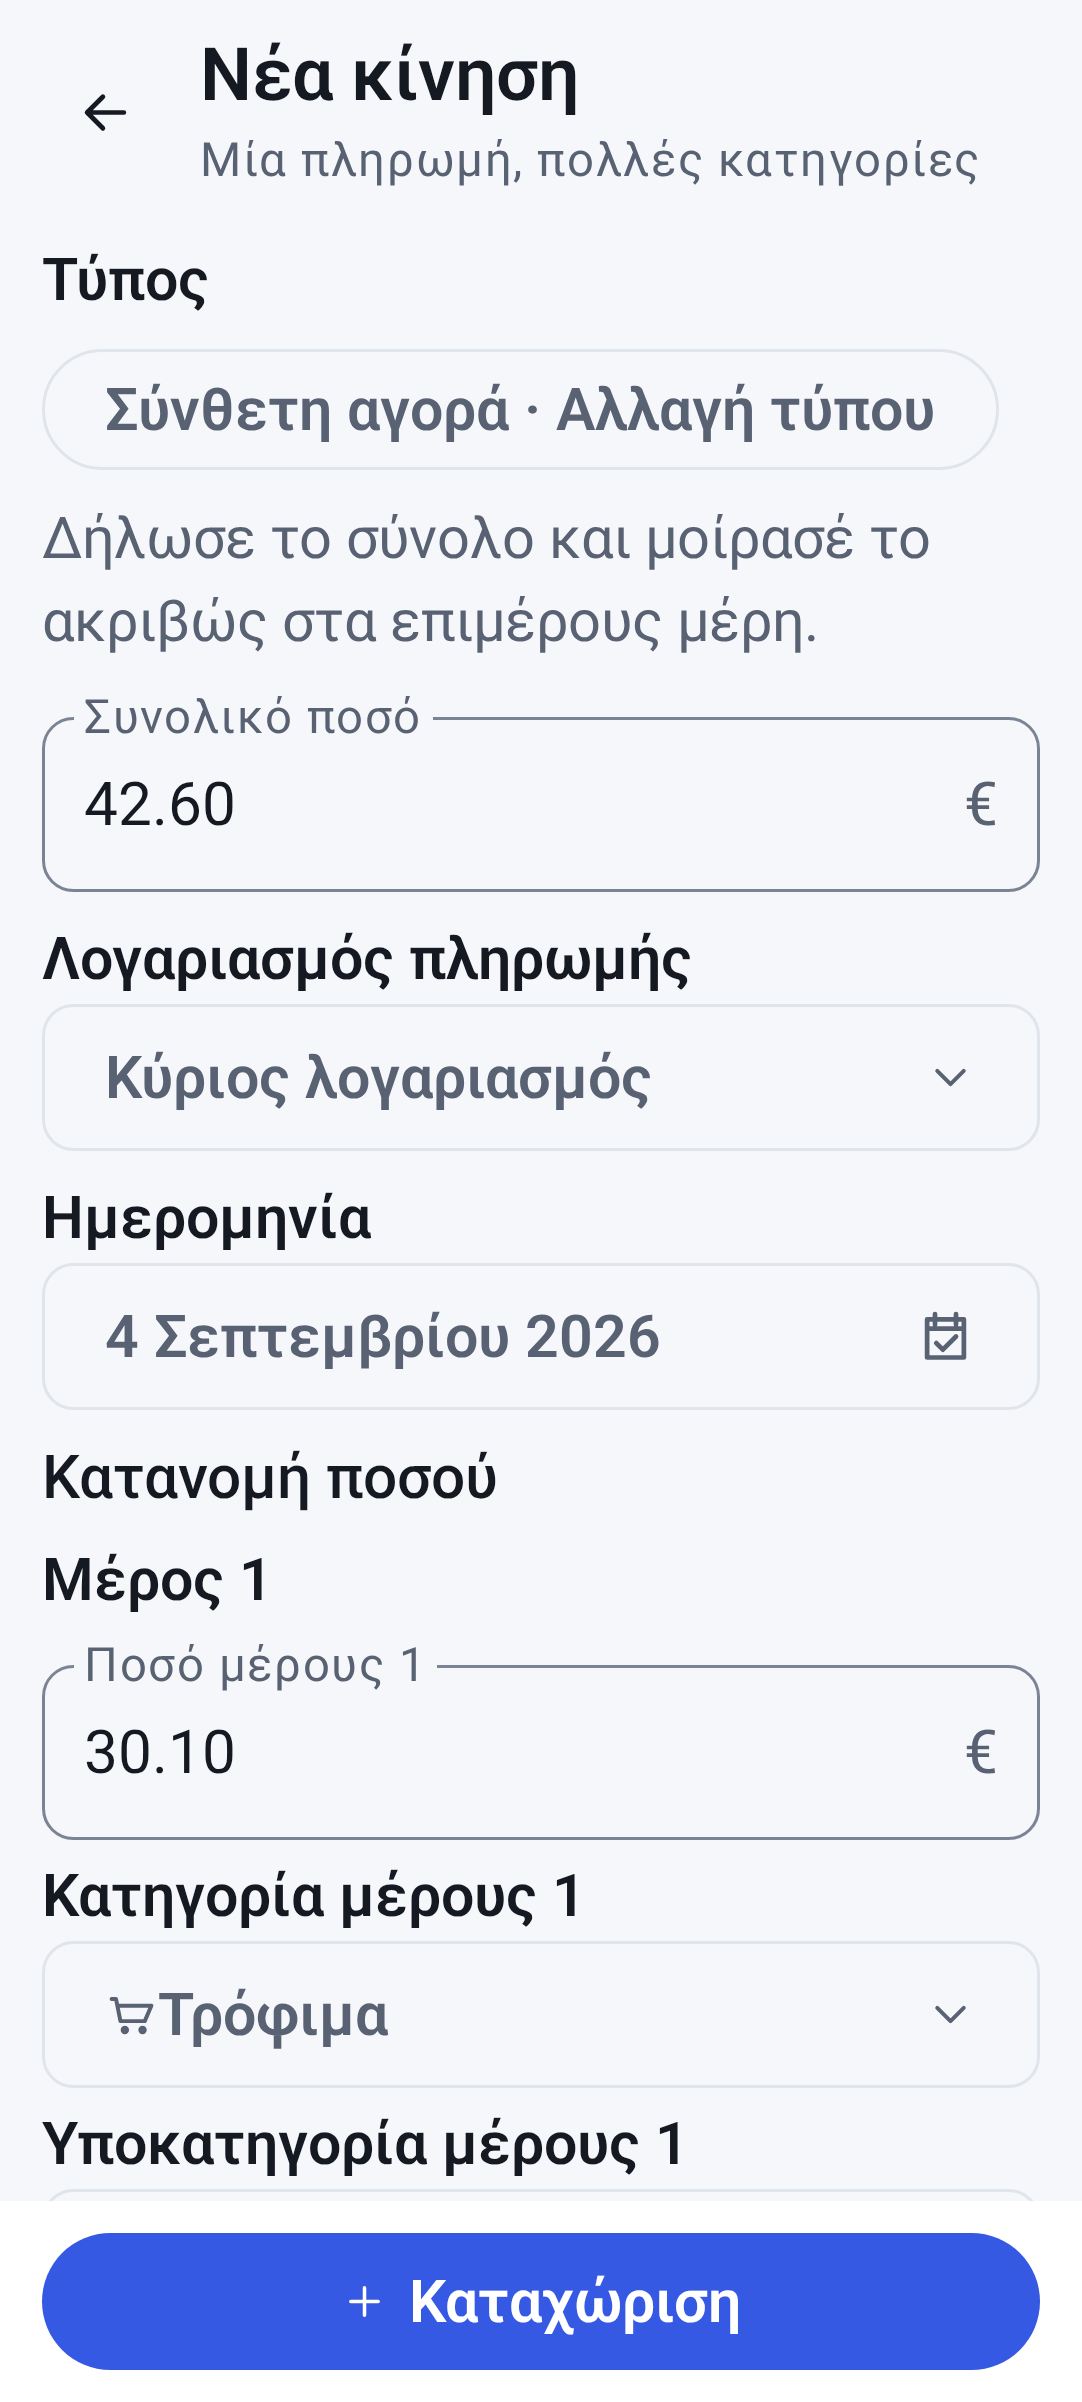 Νέα κίνηση
Μία πληρωμή, πολλές κατηγορίες
Τύπος
Σύνθετη αγορά · Αλλαγή τύπου
Δήλωσε το σύνολο και μοίρασέ το
ακριβώς στα επιμέρους μέρη.
Συνολικό ποσό
42.60 €
Λογαριασμός πληρωμής
Κύριος λογαριασμός
Ημερομηνία
4 Σεπτεμβρίου 2026
Κατανομή ποσού
Μέρος 1
Ποσό μέρους 1
30.10 €
Κατηγορία μέρους 1
Τρόφιμα
Υποκατηγορία μέρους 1
+ Καταχώριση